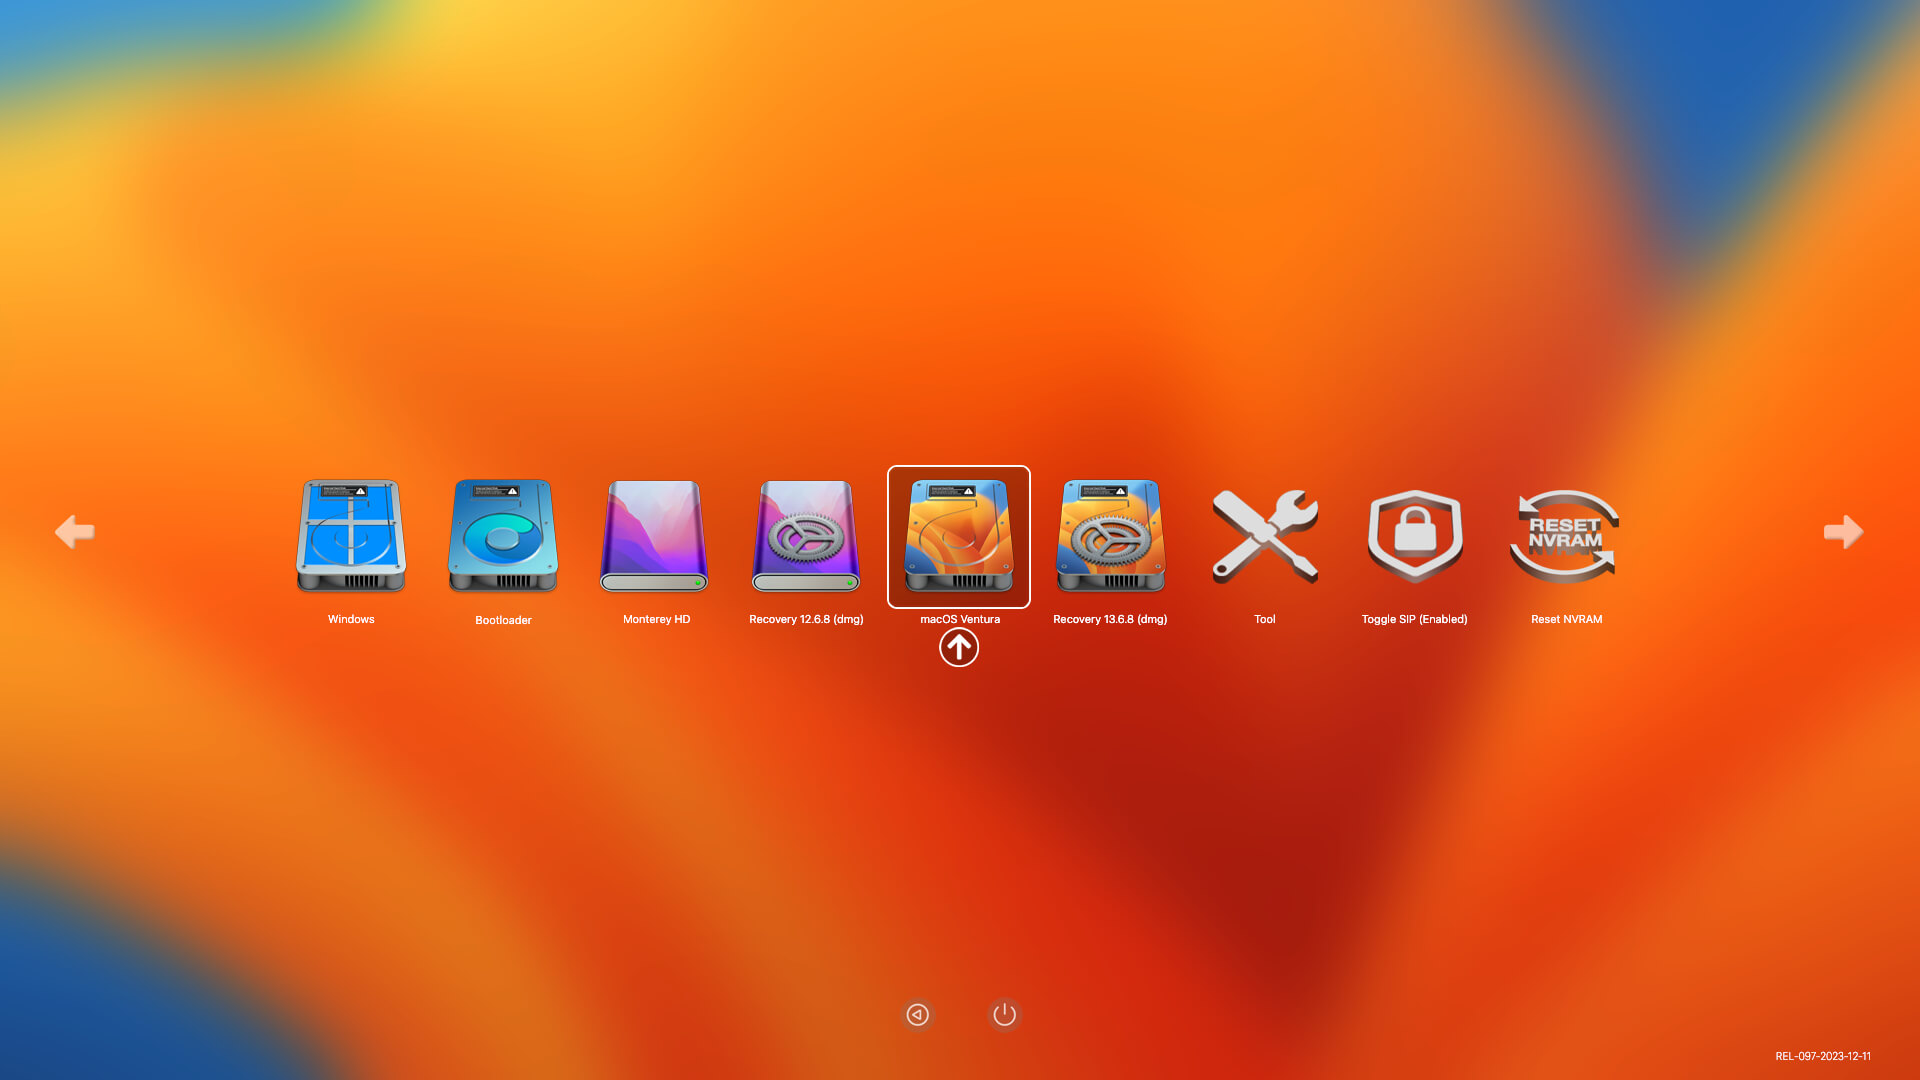 RESET
NVRAM
Windows
Bootloader
Monterey HD
Recovery 12.6.8 (dmg)
macOS Ventura
Recovery 13.6.8 (dmg)
Tool
Toggle SIP (Enabled)
Reset NVRAM
REL-097-2023-12-11